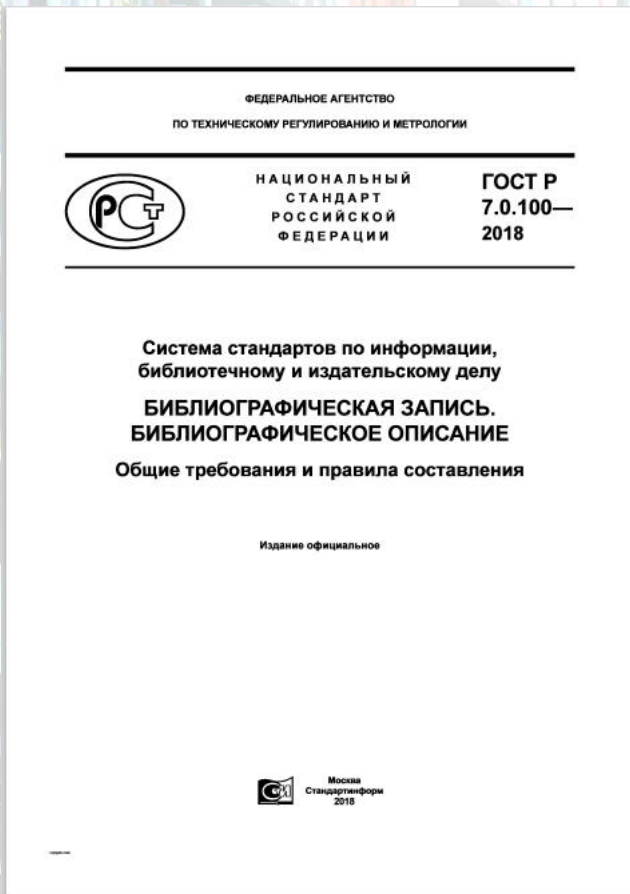 ФЕДЕРАЛЬНОЕ АГЕНТСТВО
ПО ТЕХНИЧЕСКОМУ РЕГУЛИРОВАНИЮ И МЕТРОЛОГИИ
РСТ
НАЦИОНАЛЬНЫЙ
СТАНДАРТ
РОССИЙСКОЙ
ФЕДЕРАЦИИ
ГОСТ Р
7.0.100—
2018
Система стандартов по информации,
библиотечному и издательскому делу
БИБЛИОГРАФИЧЕСКАЯ ЗАПИСЬ.
БИБЛИОГРАФИЧЕСКОЕ ОПИСАНИЕ
Общие требования и правила составления
Издание официальное
Москва
Стандартинформ
2018